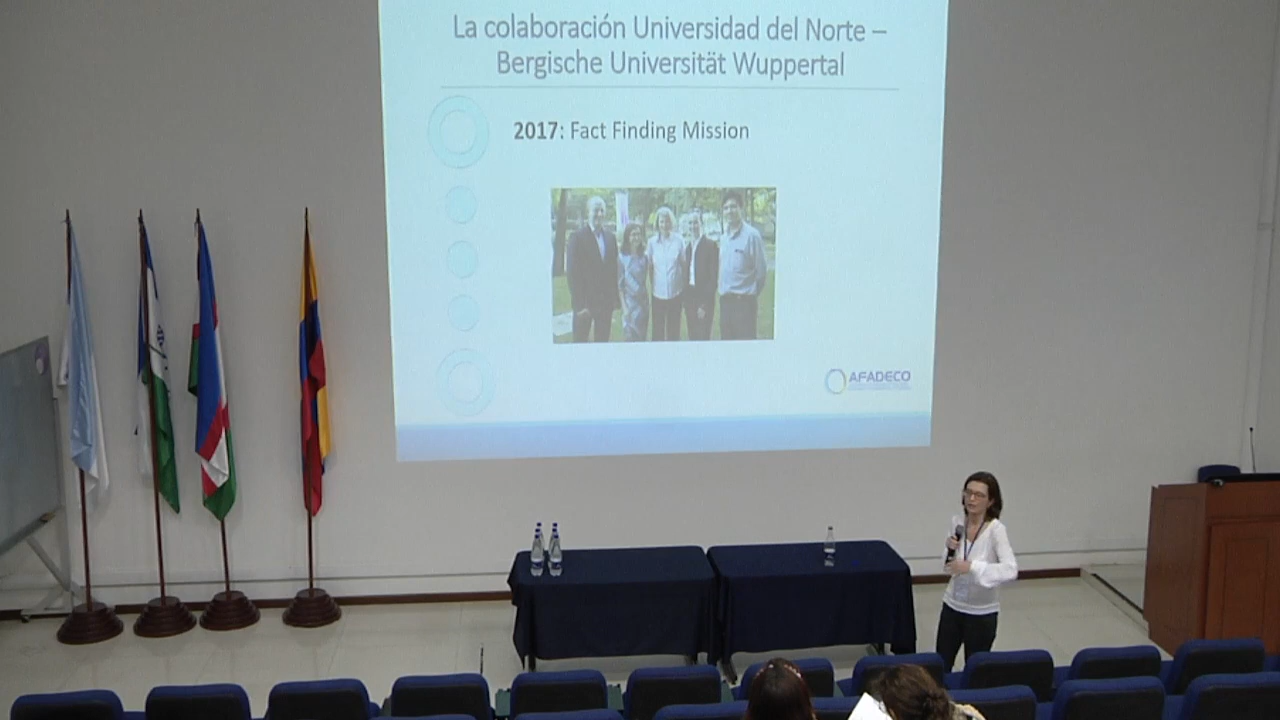 La colaboración Universidad del Norte –
Bergische Universität Wuppertal
2017: Fact Finding Mission
AFADECO